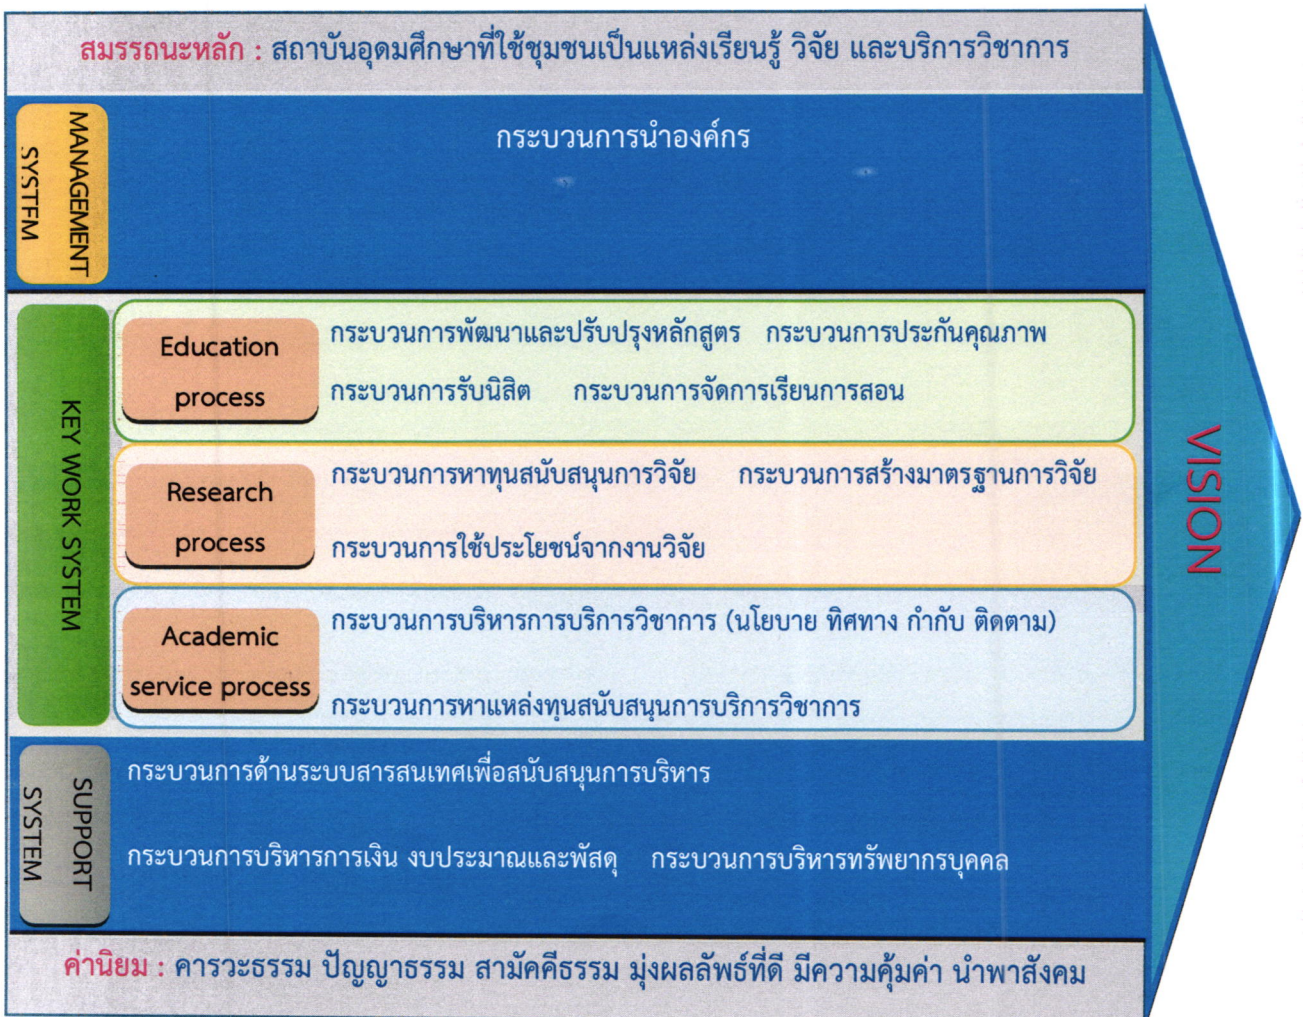 สมรรถนะหลัก : สถาบันอุดมศึกษาที่ใช้ชุมชนเป็นแหล่งเรียนรู้ วิจัย และบริการวิชาการ
MANAGEMENT
SYSTEM
กระบวนการนำองค์กร
KEY WORK SYSTEM
Education
process
กระบวนการพัฒนาและปรับปรุงหลักสูตร กระบวนการประกันคุณภาพ
กระบวนการรับนิสิต กระบวนการจัดการเรียนการสอน
Research
process
กระบวนการหาทุนสนับสนุนการวิจัย กระบวนการสร้างมาตรฐานการวิจัย
กระบวนการใช้ประโยชน์จากงานวิจัย
Academic
service process
กระบวนการบริหารการบริการวิชาการ (นโยบาย ทิศทาง กำกับ ติดตาม)
กระบวนการหาแหล่งทุนสนับสนุนการบริการวิชาการ
SUPPORT
SYSTEM
กระบวนการด้านระบบสารสนเทศเพื่อสนับสนุนการบริหาร
กระบวนการบริหารการเงิน งบประมาณและพัสดุ กระบวนการบริหารทรัพยากรบุคคล
ค่านิยม : คารวะธรรม ปัญญาธรรม สามัคคีธรรม มุ่งผลลัพธ์ที่ดี มีความคุ้มค่า นำพาสังคม
VISION